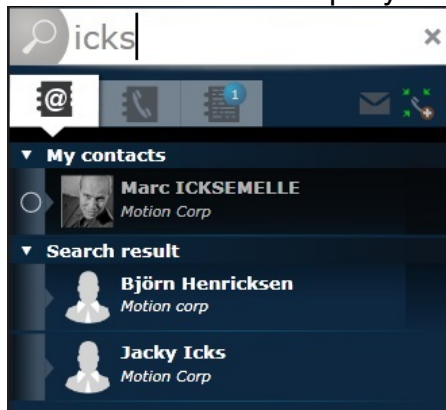 icks
@
1
My contacts
Marc ICKSEMELLE
Motion Corp
Search result
Björn Henricksen
Motion corp
Jacky Icks
Motion Corp